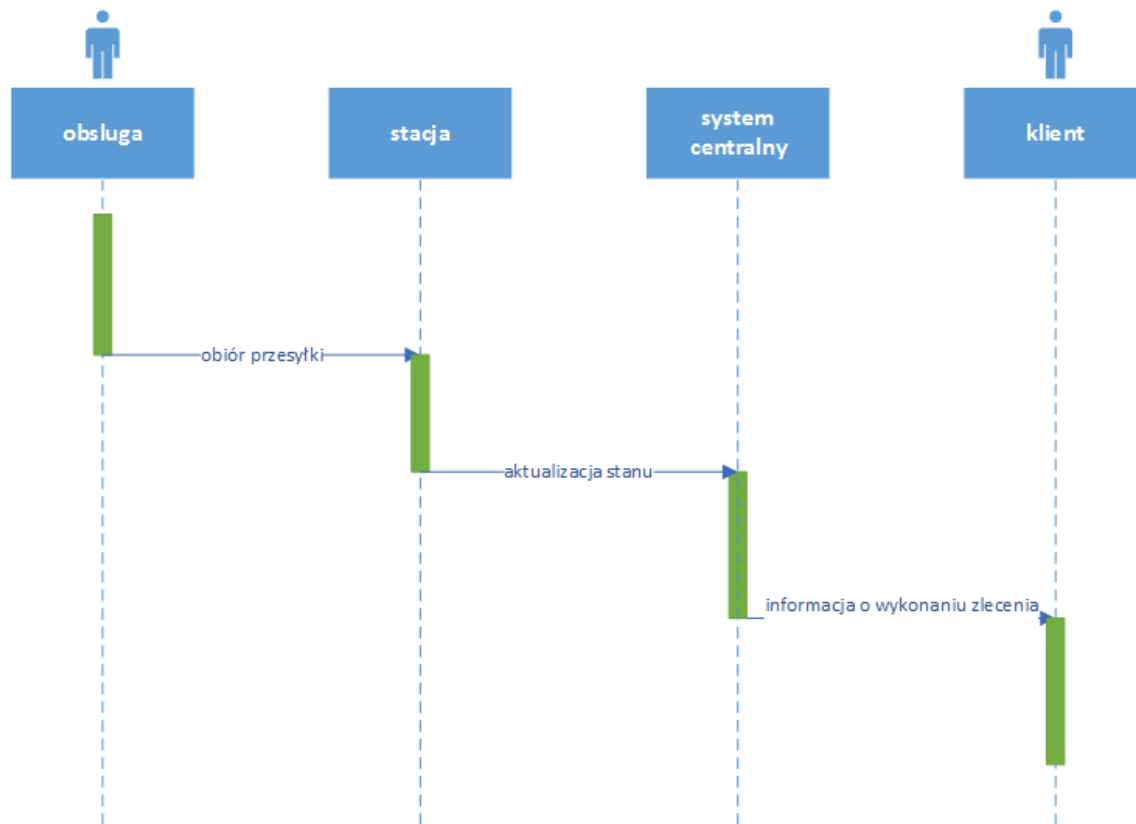 obsluga
stacja
system
centralny
klient
obiór przesyłki
aktualizacja stanu
informacja o wykonaniu zlecenia